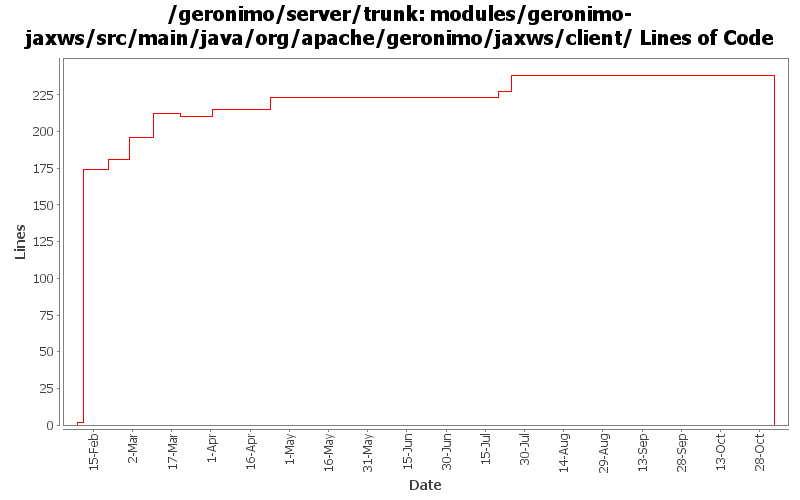 /geronimo/server/trunk: modules/geronimo-
jaxws/src/main/java/org/apache/geronimo/jaxws/client/ Lines of Code
225
200
175
150
125
100
75
50
25
0
Lines
15-Feb
2-Mar
17-Mar
1-Apr
16-Apr
1-May
16-May
31-May
15-Jun
30-Jun
15-Jul
30-Jul
14-Aug
29-Aug
13-Sep
28-Sep
13-Oct
28-Oct
Date